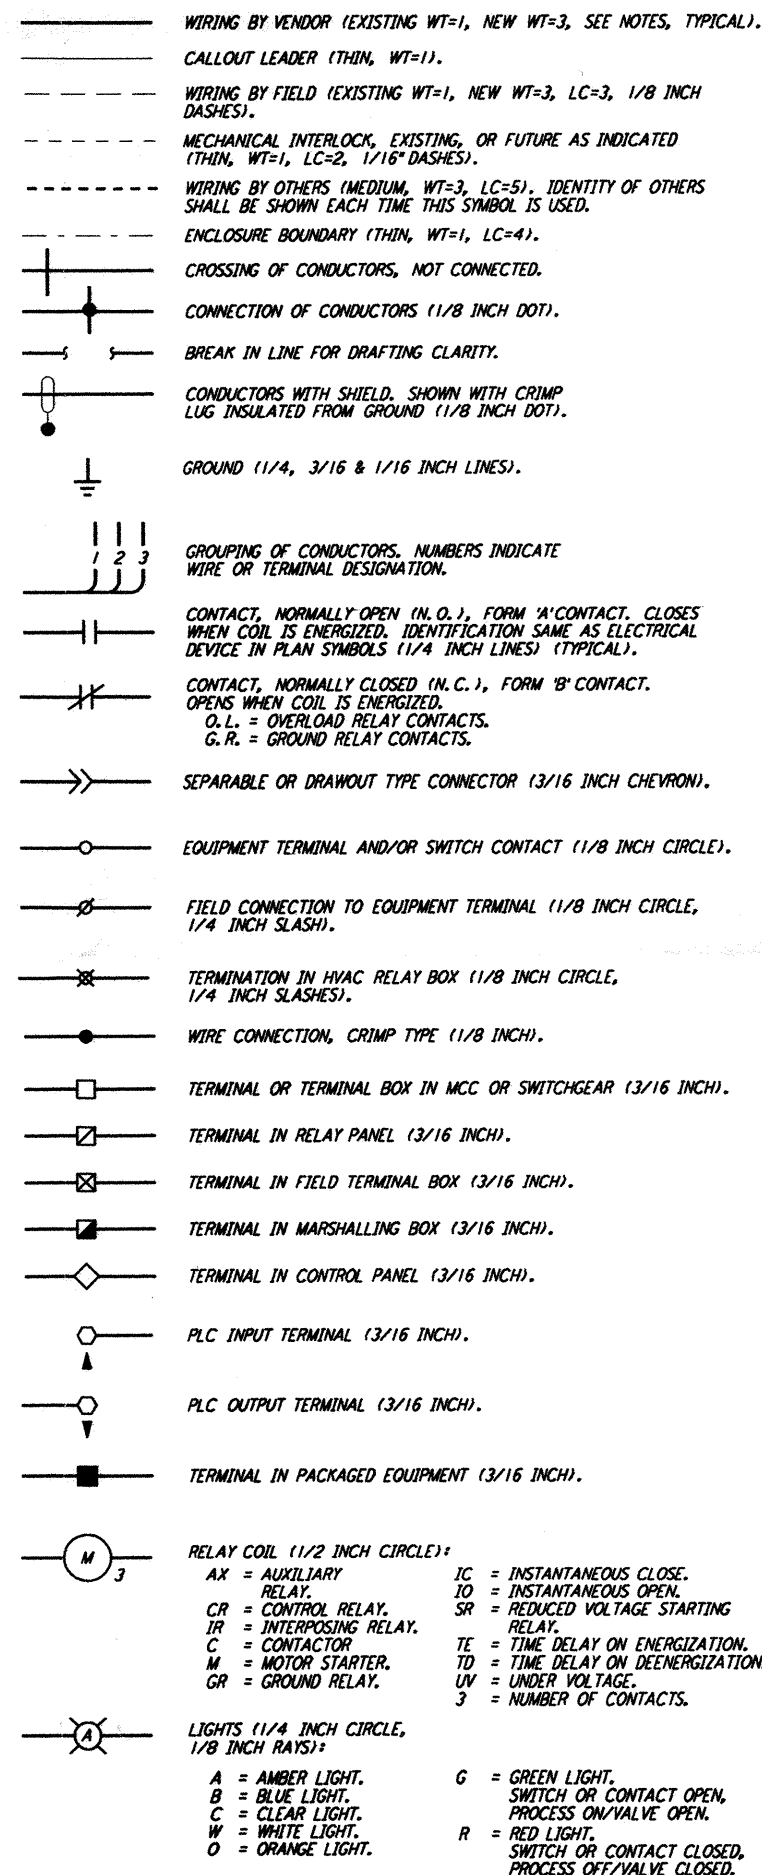 WIRING BY VENDOR (EXISTING WT=1, NEW WT=3, SEE NOTES, TYPICAL).
CALLOUT LEADER (THIN, WT=1).
WIRING BY FIELD (EXISTING WT=1, NEW WT=3, LC=3, 1/8 INCH
DASHES).
MECHANICAL INTERLOCK, EXISTING, OR FUTURE AS INDICATED
(THIN, WT=1, LC=2, 1/16" DASHES).
WIRING BY OTHERS (MEDIUM, WT=3, LC=5). IDENTITY OF OTHERS
SHALL BE SHOWN EACH TIME THIS SYMBOL IS USED.
ENCLOSURE BOUNDARY (THIN, WT=1, LC=4).
CROSSING OF CONDUCTORS, NOT CONNECTED.
CONNECTION OF CONDUCTORS (1/8 INCH DOT).
BREAK IN LINE FOR DRAFTING CLARITY.
CONDUCTORS WITH SHIELD. SHOWN WITH CRIMP
LUG INSULATED FROM GROUND (1/8 INCH DOT).
GROUND (1/4, 3/16 & 1/16 INCH LINES).
1 2 3
GROUPING OF CONDUCTORS. NUMBERS INDICATE
WIRE OR TERMINAL DESIGNATION.
CONTACT, NORMALLY OPEN (N.O.), FORM 'A' CONTACT. CLOSES
WHEN COIL IS ENERGIZED. IDENTIFICATION SAME AS ELECTRICAL
DEVICE IN PLAN SYMBOLS (1/4 INCH LINES) (TYPICAL).
CONTACT, NORMALLY CLOSED (N.C.), FORM 'B' CONTACT.
OPENS WHEN COIL IS ENERGIZED.
O.L. = OVERLOAD RELAY CONTACTS.
G.R. = GROUND RELAY CONTACTS.
SEPARABLE OR DRAWOUT TYPE CONNECTOR (3/16 INCH CHEVRON).
EQUIPMENT TERMINAL AND/OR SWITCH CONTACT (1/8 INCH CIRCLE).
FIELD CONNECTION TO EQUIPMENT TERMINAL (1/8 INCH CIRCLE,
1/4 INCH SLASH).
TERMINATION IN HVAC RELAY BOX (1/8 INCH CIRCLE,
1/4 INCH SLASHES).
WIRE CONNECTION, CRIMP TYPE (1/8 INCH).
TERMINAL OR TERMINAL BOX IN MCC OR SWITCHGEAR (3/16 INCH).
TERMINAL IN RELAY PANEL (3/16 INCH).
TERMINAL IN FIELD TERMINAL BOX (3/16 INCH).
TERMINAL IN MARSHALLING BOX (3/16 INCH).
TERMINAL IN CONTROL PANEL (3/16 INCH).
PLC INPUT TERMINAL (3/16 INCH).
PLC OUTPUT TERMINAL (3/16 INCH).
TERMINAL IN PACKAGED EQUIPMENT (3/16 INCH).
M 3
RELAY COIL (1/2 INCH CIRCLE):
AX = AUXILIARY
RELAY.
CR = CONTROL RELAY.
IR = INTERPOSING RELAY.
C = CONTACTOR
M = MOTOR STARTER.
GR = GROUND RELAY.
IC = INSTANTANEOUS CLOSE.
IO = INSTANTANEOUS OPEN.
SR = REDUCED VOLTAGE STARTING
RELAY.
TE = TIME DELAY ON ENERGIZATION.
TD = TIME DELAY ON DEENERGIZATION.
UV = UNDER VOLTAGE.
3 = NUMBER OF CONTACTS.
A
LIGHTS (1/4 INCH CIRCLE,
1/8 INCH RAYS):
A = AMBER LIGHT.
B = BLUE LIGHT.
C = CLEAR LIGHT.
W = WHITE LIGHT.
O = ORANGE LIGHT.
G = GREEN LIGHT.
SWITCH OR CONTACT OPEN,
PROCESS ON/VALVE OPEN.
R = RED LIGHT.
SWITCH OR CONTACT CLOSED,
PROCESS OFF/VALVE CLOSED.